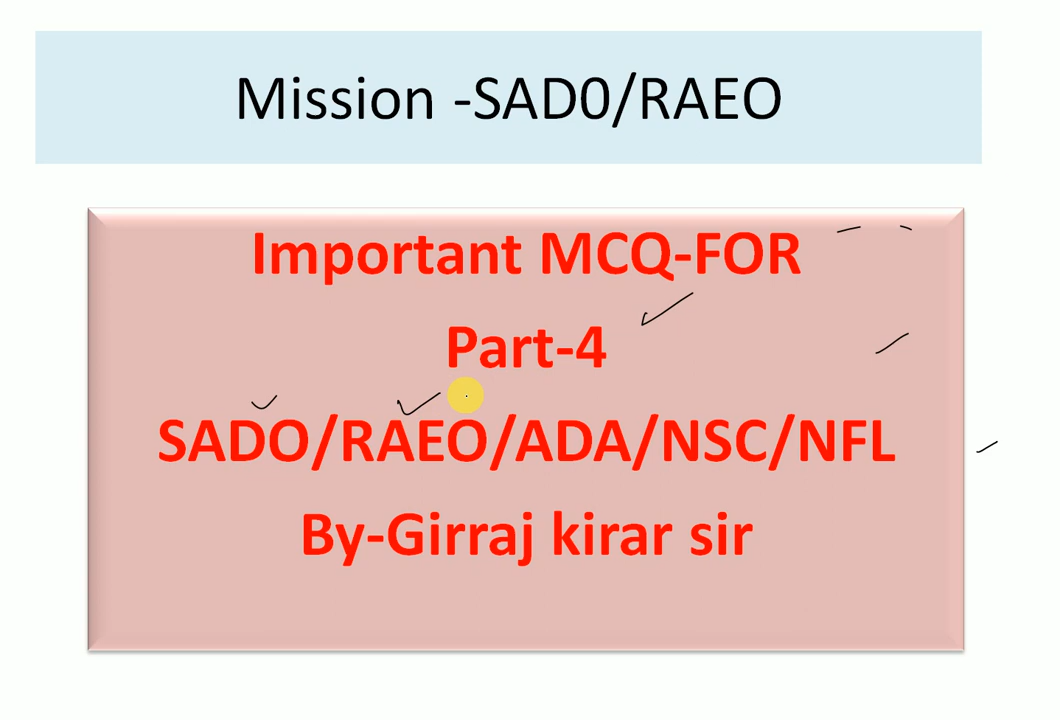 Mission -SAD0/RAEO
Important MCQ-FOR
Part-4
SADO/RAEO/ADA/NSC/NFL
By-Girraj kirar sir